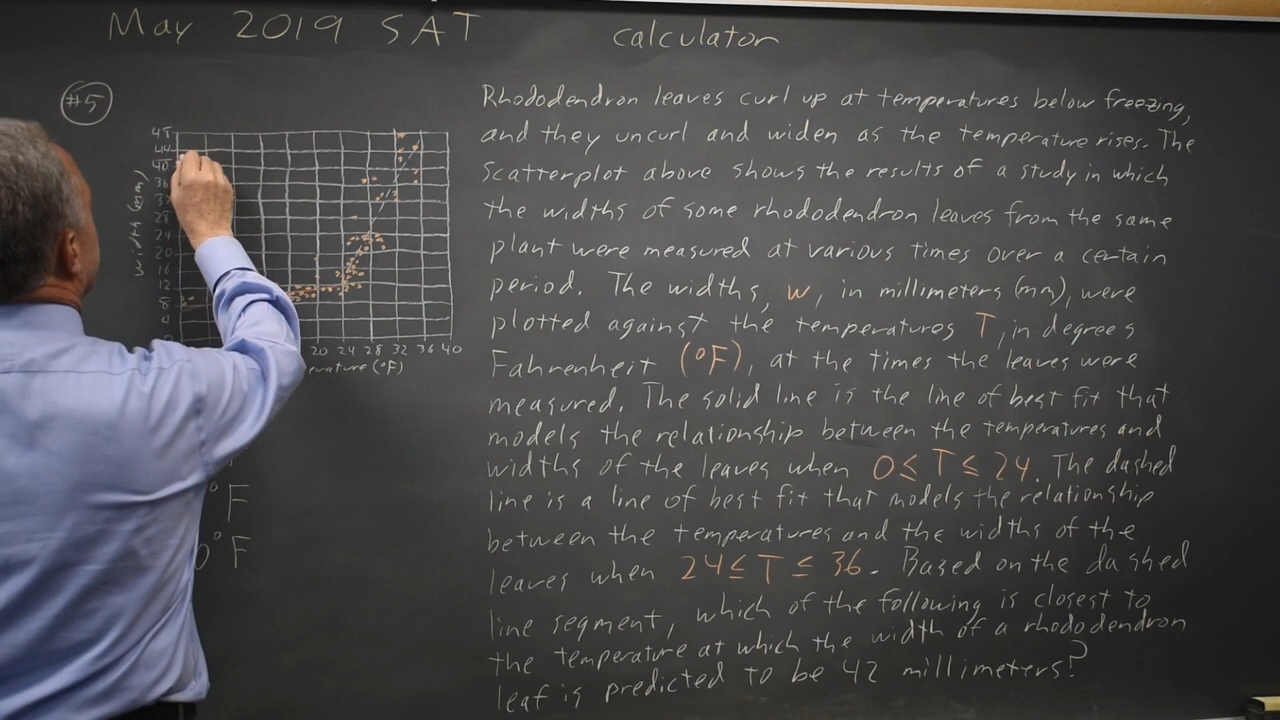 May 2019 SAT calculator
#5
Rhododendron leaves curl up at temperatures below freezing,
and they uncurl and widen as the temperature rises. The
scatterplot above shows the results of a study in which
the widths of some rhododendron leaves from the same
plant were measured at various times over a certain
period. The widths, w, in millimeters (mm), were
plotted against the temperatures T, in degrees
Fahrenheit (°F), at the times the leaves were
measured. The solid line is the line of best fit that
models the relationship between the temperatures and
widths of the leaves when 0≤T≤24. The dashed
line is a line of best fit that models the relationship
between the temperatures and the widths of the
leaves when 24≤T≤36. Based on the dashed
line segment, which of the following is closest to
the temperature at which the width of a rhododendron
leaf is predicted to be 42 millimeters?
48
44
40
36
28
24
20
16
12
8
4
width (mm)
20 24 28 32 36 40
erature (°F)
°F
0°F